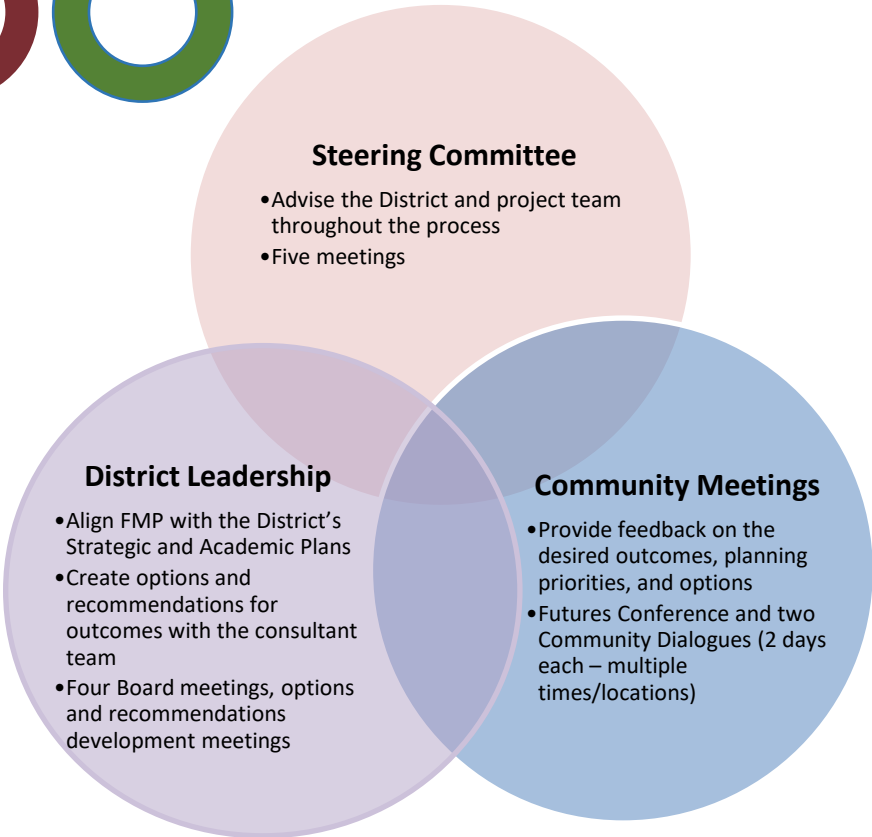 Steering Committee
•Advise the District and project team
throughout the process
•Five meetings
District Leadership
•Align FMP with the District's
Strategic and Academic Plans
•Create options and
recommendations for
outcomes with the consultant
team
•Four Board meetings, options
and recommendations
development meetings
Community Meetings
•Provide feedback on the
desired outcomes, planning
priorities, and options
•Futures Conference and two
Community Dialogues (2 days
each – multiple
times/locations)